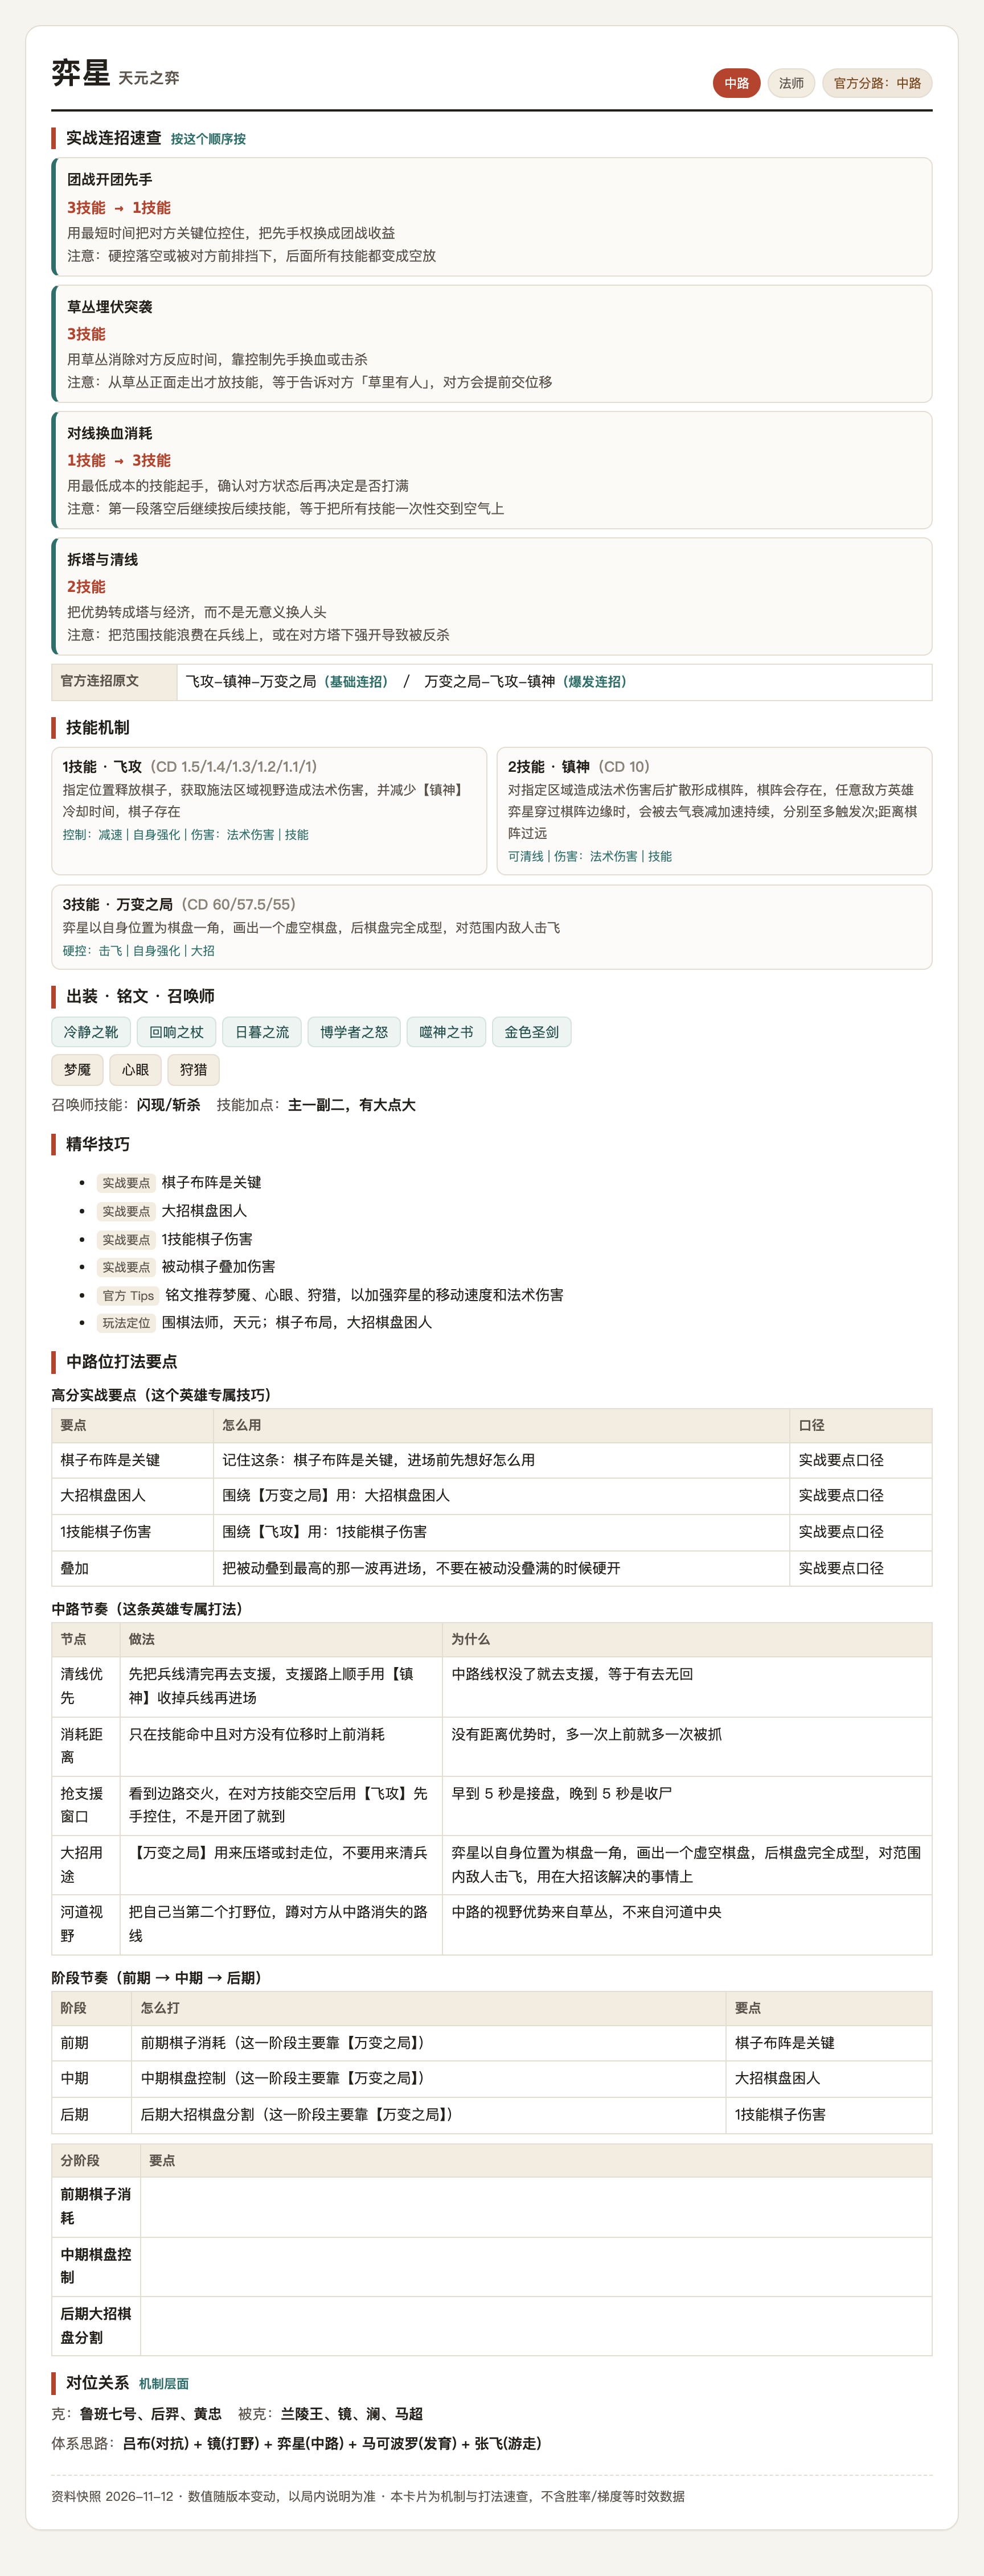 弈星 天元之弈
中路 法师 官方分路：中路
实战连招速查 按这个顺序按
团战开团先手
3技能 → 1技能
用最短时间把对方关键位控住，把先手权换成团战收益
注意：硬控落空或被对方前排挡下，后面所有技能都变成空放
草丛埋伏突袭
3技能
用草丛消除对方反应时间，靠控制先手换血或击杀
注意：从草丛正面走出才放技能，等于告诉对方「草里有人」，对方会提前交位移
对线换血消耗
1技能 → 3技能
用最低成本的技能起手，确认对方状态后再决定是否打满
注意：第一段落空后继续按后续技能，等于把所有技能一次性交到空气上
拆塔与清线
2技能
把优势转成塔与经济，而不是无意义换人头
注意：把范围技能浪费在兵线上，或在对方塔下强开导致被反杀
官方连招原文 飞攻-镇神-万变之局（基础连招） / 万变之局-飞攻-镇神（爆发连招）
技能机制
1技能 · 飞攻（CD 1.5/1.4/1.3/1.2/1.1/1）
指定位置释放棋子，获取施法区域视野造成法术伤害，并减少【镇神】
冷却时间，棋子存在
控制：减速 | 自身强化 | 伤害：法术伤害 | 技能
2技能 · 镇神（CD 10）
对指定区域造成法术伤害后扩散形成棋阵，棋阵会存在，任意敌方英雄
弈星穿过棋阵边缘时，会被去气衰减加速持续，分别至多触发次;距离棋
阵过远
可清线 | 伤害：法术伤害 | 技能
3技能 · 万变之局（CD 60/57.5/55）
弈星以自身位置为棋盘一角，画出一个虚空棋盘，后棋盘完全成型，对范围内敌人击飞
硬控：击飞 | 自身强化 | 大招
出装 · 铭文 · 召唤师
冷静之靴 回响之杖 日暮之流 博学者之怒 噬神之书 金色圣剑
梦魇 心眼 狩猎
召唤师技能：闪现/斩杀 技能加点：主一副二，有大点大
精华技巧
• 实战要点 棋子布阵是关键
• 实战要点 大招棋盘困人
• 实战要点 1技能棋子伤害
• 实战要点 被动棋子叠加伤害
• 官方 Tips 铭文推荐梦魇、心眼、狩猎，以加强弈星的移动速度和法术伤害
• 玩法定位 围棋法师，天元；棋子布局，大招棋盘困人
中路位打法要点
高分实战要点（这个英雄专属技巧）
要点 怎么用 口径
棋子布阵是关键 记住这条：棋子布阵是关键，进场前先想好怎么用 实战要点口径
大招棋盘困人 围绕【万变之局】用：大招棋盘困人 实战要点口径
1技能棋子伤害 围绕【飞攻】用：1技能棋子伤害 实战要点口径
叠加 把被动叠到最高的那一波再进场，不要在被动没叠满的时候硬开 实战要点口径
中路节奏（这条英雄专属打法）
节点 做法 为什么
清线优
先
先把兵线清完再去支援，支援路上顺手用【镇
神】收掉兵线再进场
中路线权没了就去支援，等于有去无回
消耗距
离
只在技能命中且对方没有位移时上前消耗
没有距离优势时，多一次上前就多一次被抓
抢支援
窗口
看到边路交火，在对方技能交空后用【飞攻】先
手控住，不是开团了就到
早到 5 秒是接盘，晚到 5 秒是收尸
大招用
途
【万变之局】用来压塔或封走位，不要用来清兵
弈星以自身位置为棋盘一角，画出一个虚空棋盘，后棋盘完全成型，对范围
内敌人击飞，用在大招该解决的事情上
河道视
野
把自己当第二个打野位，蹲对方从中路消失的路
线
中路的视野优势来自草丛，不来自河道中央
阶段节奏（前期 → 中期 → 后期）
阶段 怎么打 要点
前期 前期棋子消耗（这一阶段主要靠【万变之局】） 棋子布阵是关键
中期 中期棋盘控制（这一阶段主要靠【万变之局】） 大招棋盘困人
后期 后期大招棋盘分割（这一阶段主要靠【万变之局】） 1技能棋子伤害
分阶段 要点
前期棋子消
耗
中期棋盘控
制
后期大招棋
盘分割
对位关系 机制层面
克：鲁班七号、后羿、黄忠 被克：兰陵王、镜、澜、马超
体系思路：吕布(对抗) + 镜(打野) + 弈星(中路) + 马可波罗(发育) + 张飞(游走)
资料快照 2026-11-12 · 数值随版本变动，以局内说明为准 · 本卡片为机制与打法速查，不含胜率/梯度等时效数据